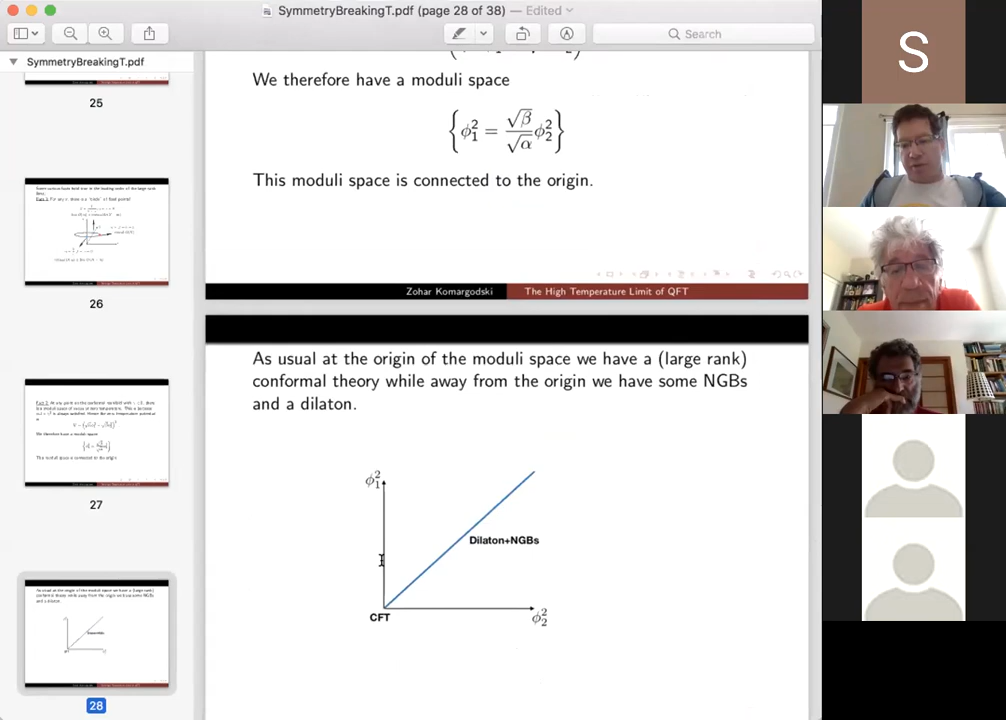 SymmetryBreakingT.pdf (page 28 of 38) — Edited
Search
SymmetryBreakingT.pdf
25
26
27
28
We therefore have a moduli space
{ϕ₁² = √β/√α ϕ₂²}
This moduli space is connected to the origin.
Zohar Komargodski The High Temperature Limit of QFT
As usual at the origin of the moduli space we have a (large rank)
conformal theory while away from the origin we have some NGBs
and a dilaton.
ϕ₁²
Dilaton+NGBs
CFT
ϕ₂²
S